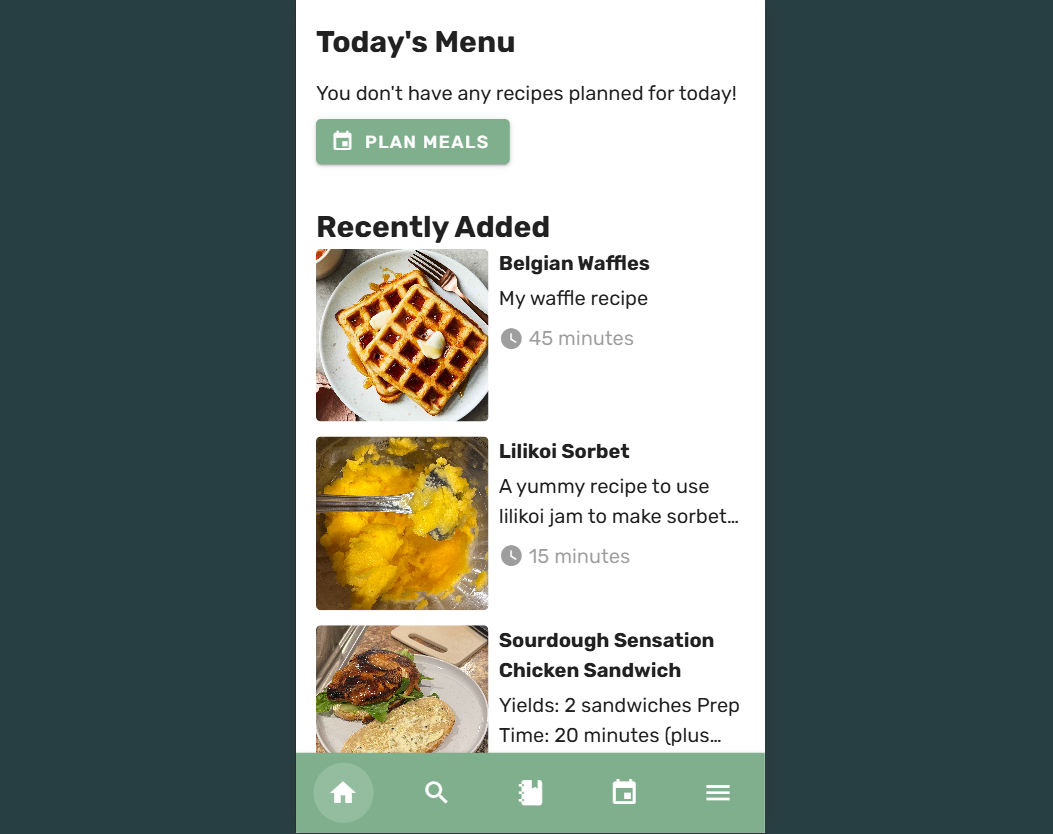 Today's Menu
You don't have any recipes planned for today!
PLAN MEALS
Recently Added
Belgian Waffles
My waffle recipe
45 minutes
Lilikoi Sorbet
A yummy recipe to use
lilikoi jam to make sorbet…
15 minutes
Sourdough Sensation
Chicken Sandwich
Yields: 2 sandwiches Prep
Time: 20 minutes (plus…